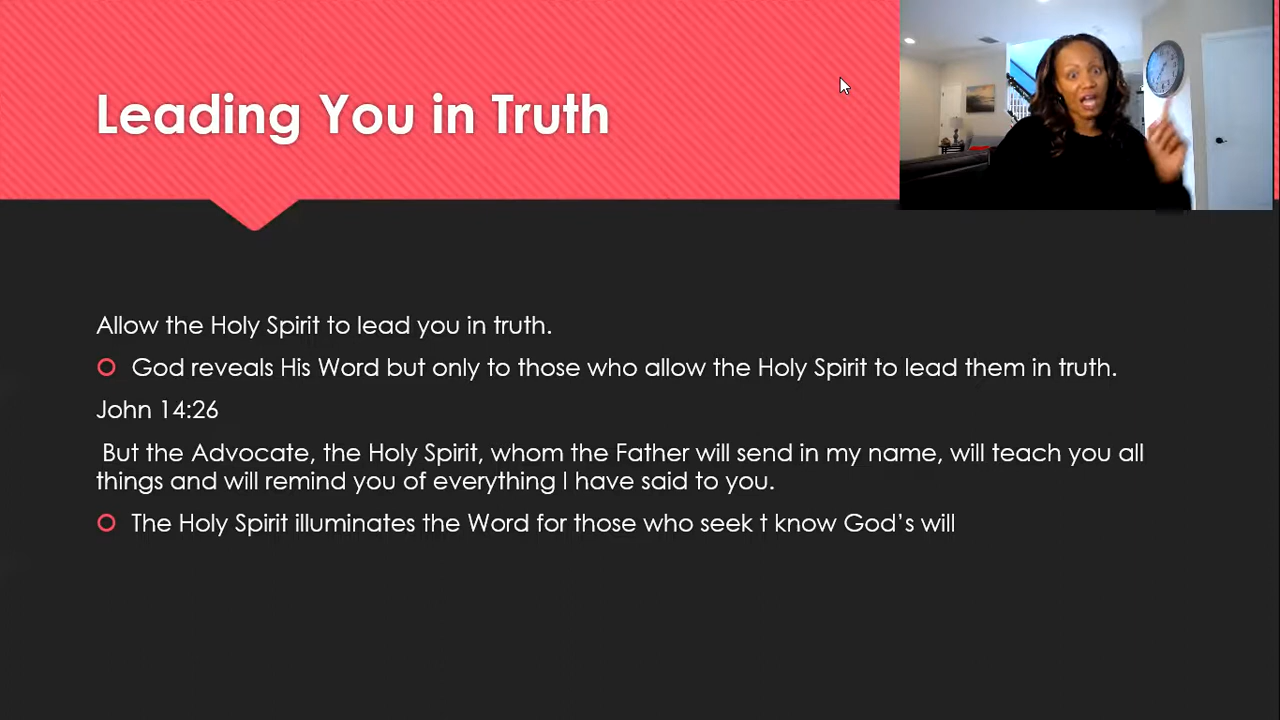 Leading You in Truth
Allow the Holy Spirit to lead you in truth.
God reveals His Word but only to those who allow the Holy Spirit to lead them in truth.
John 14:26
But the Advocate, the Holy Spirit, whom the Father will send in my name, will teach you all
things and will remind you of everything I have said to you.
The Holy Spirit illuminates the Word for those who seek t know God’s will